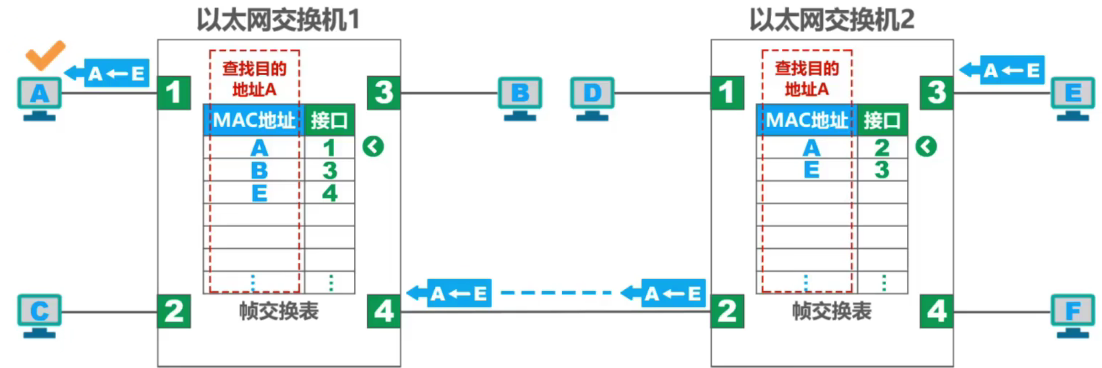 以太网交换机1
以太网交换机2
A←E
A
1
查找目的
地址A
MAC地址 接口
A 1
B 3
E 4
⋮ ⋮
帧交换表
3
B
D
1
查找目的
地址A
MAC地址 接口
A 2
E 3
⋮ ⋮
帧交换表
3
A←E
E
C
2
4
A←E
A←E
2
4
F